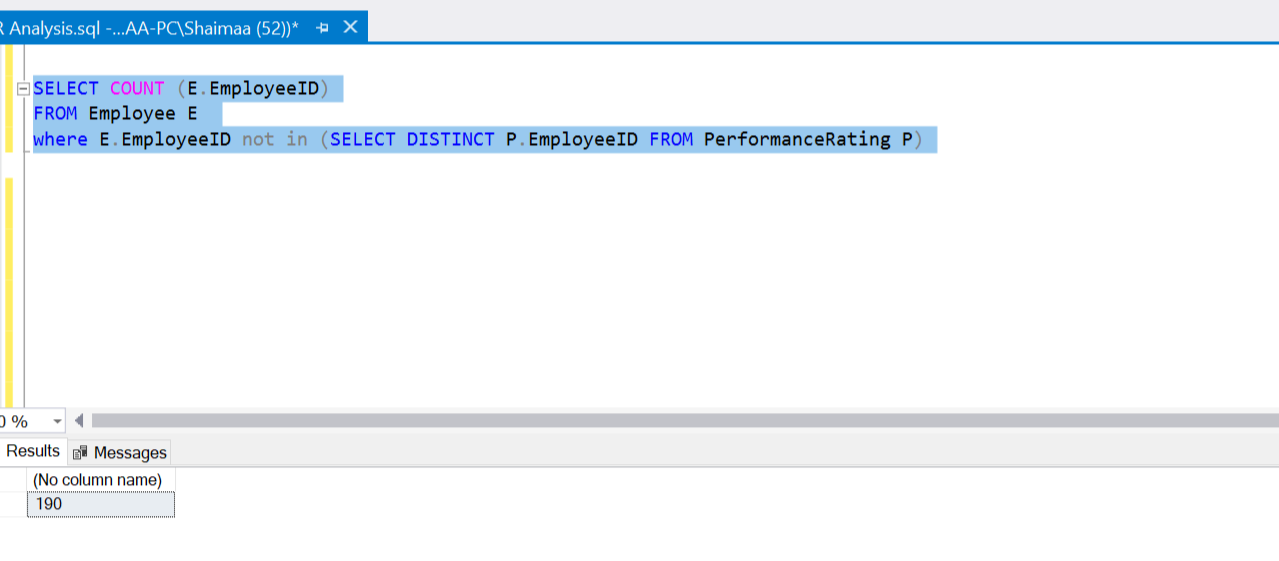 R Analysis.sql -...AA-PC\Shaimaa (52))*
SELECT COUNT (E.EmployeeID)
FROM Employee E
where E.EmployeeID not in (SELECT DISTINCT P.EmployeeID FROM PerformanceRating P)
0 %
Results Messages
(No column name)
190